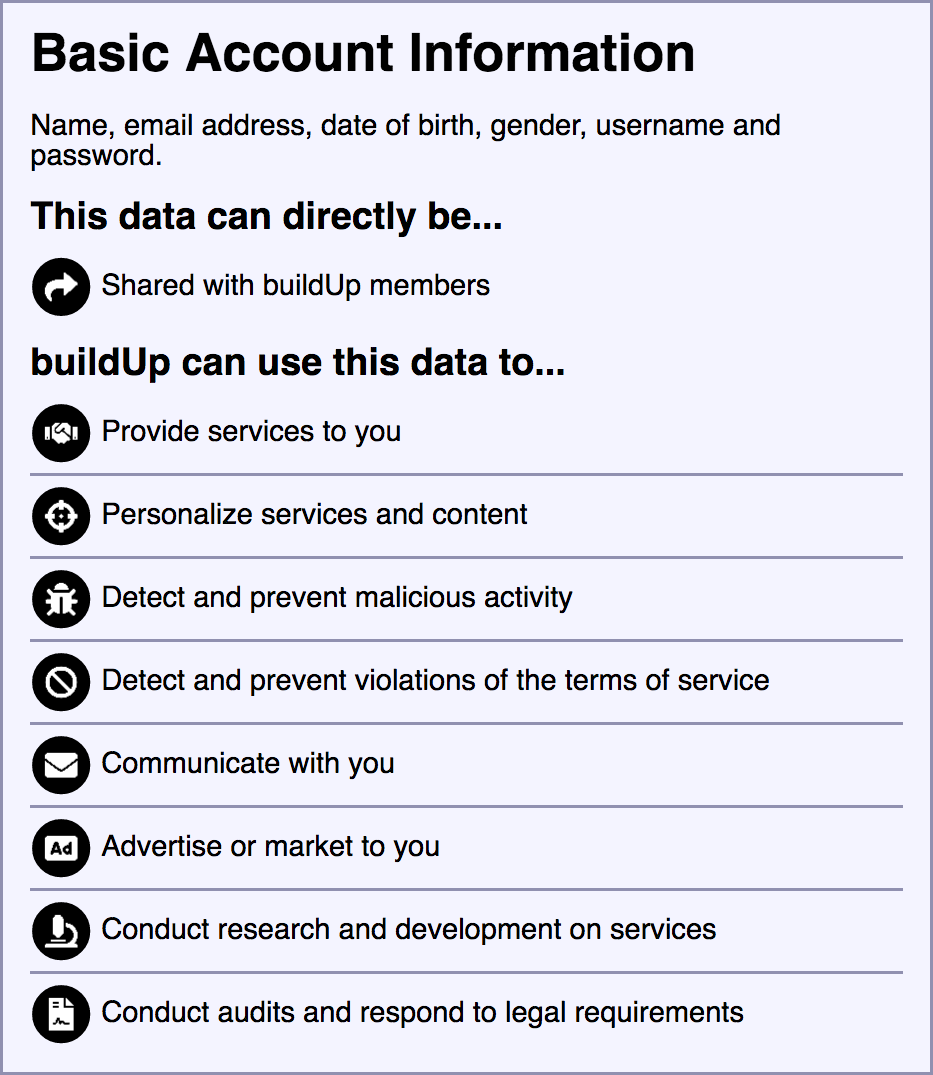 Basic Account Information
Name, email address, date of birth, gender, username and
password.
This data can directly be...
Shared with buildUp members
buildUp can use this data to...
Provide services to you
Personalize services and content
Detect and prevent malicious activity
Detect and prevent violations of the terms of service
Communicate with you
Ad Advertise or market to you
Conduct research and development on services
Conduct audits and respond to legal requirements